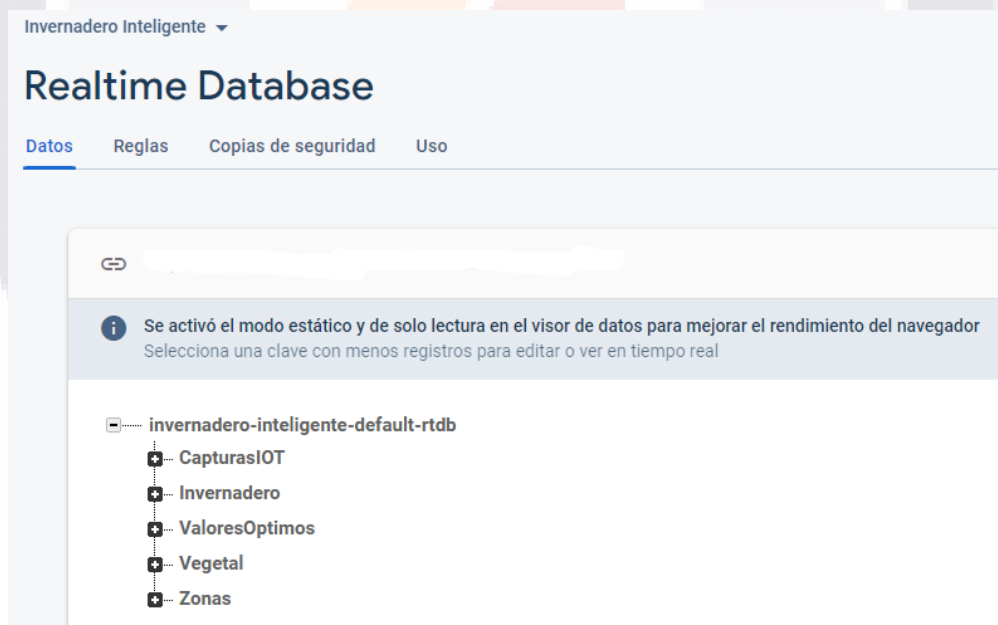 Invernadero Inteligente
Realtime Database
Datos Reglas Copias de seguridad Uso
Se activó el modo estático y de solo lectura en el visor de datos para mejorar el rendimiento del navegador
Selecciona una clave con menos registros para editar o ver en tiempo real
invernadero-inteligente-default-rtdb
CapturasIOT
Invernadero
ValoresOptimos
Vegetal
Zonas